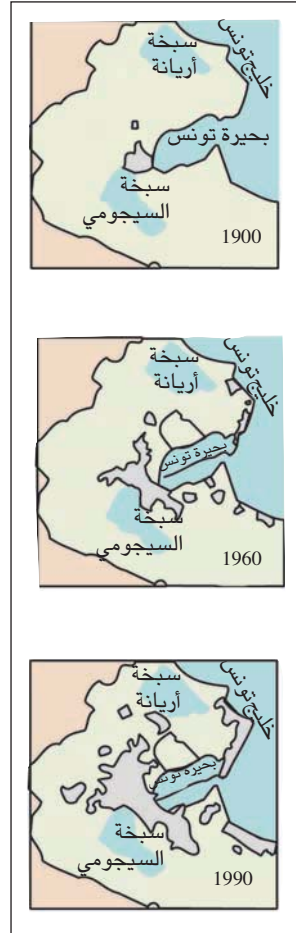 سبخة
أريانة
خليج تونس
بحيرة تونس
سبخة
السيجومي
1900
سبخة
أريانة
خليج تونس
بحيرة تونس
سبخة
السيجومي
1960
سبخة
أريانة
خليج تونس
بحيرة تونس
سبخة
السيجومي
1990